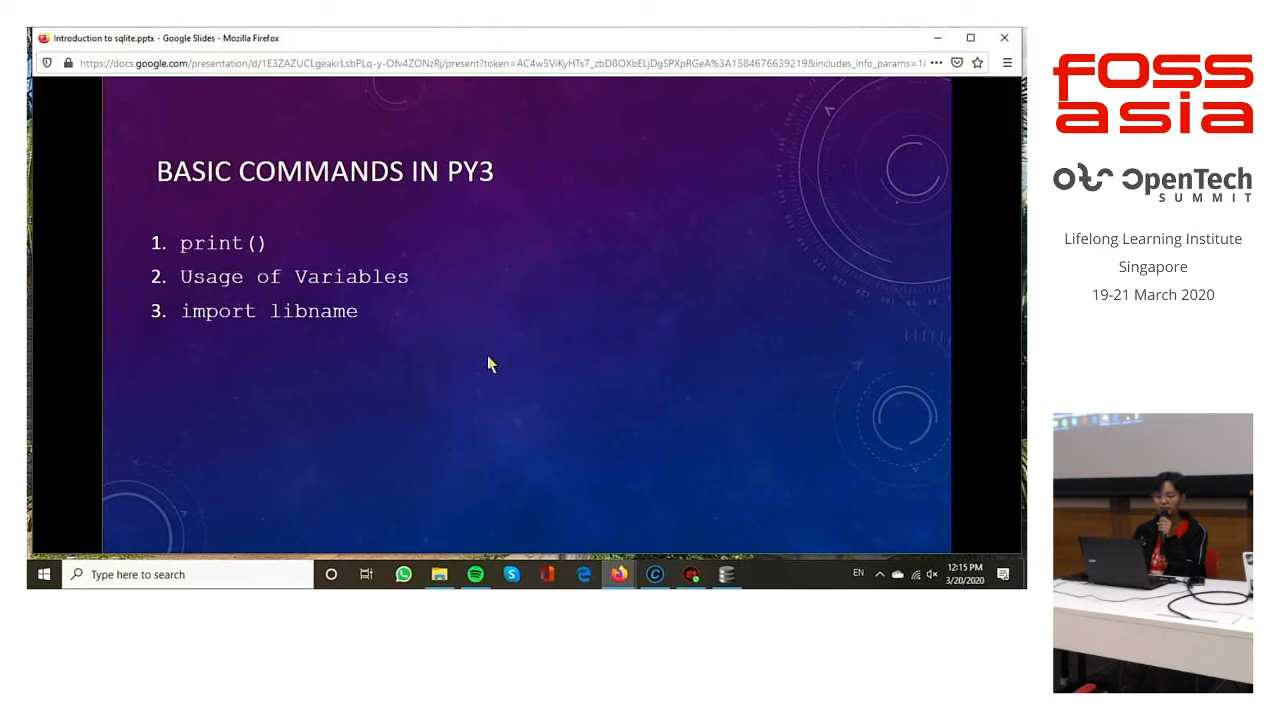 Introduction to sqlite.pptx - Google Slides - Mozilla Firefox
BASIC COMMANDS IN PY3
1. print()
2. Usage of Variables
3. import libname
Type here to search
EN
12:15 PM
3/20/2020
FOSS
asia
OpenTech
SUMMIT
Lifelong Learning Institute
Singapore
19-21 March 2020